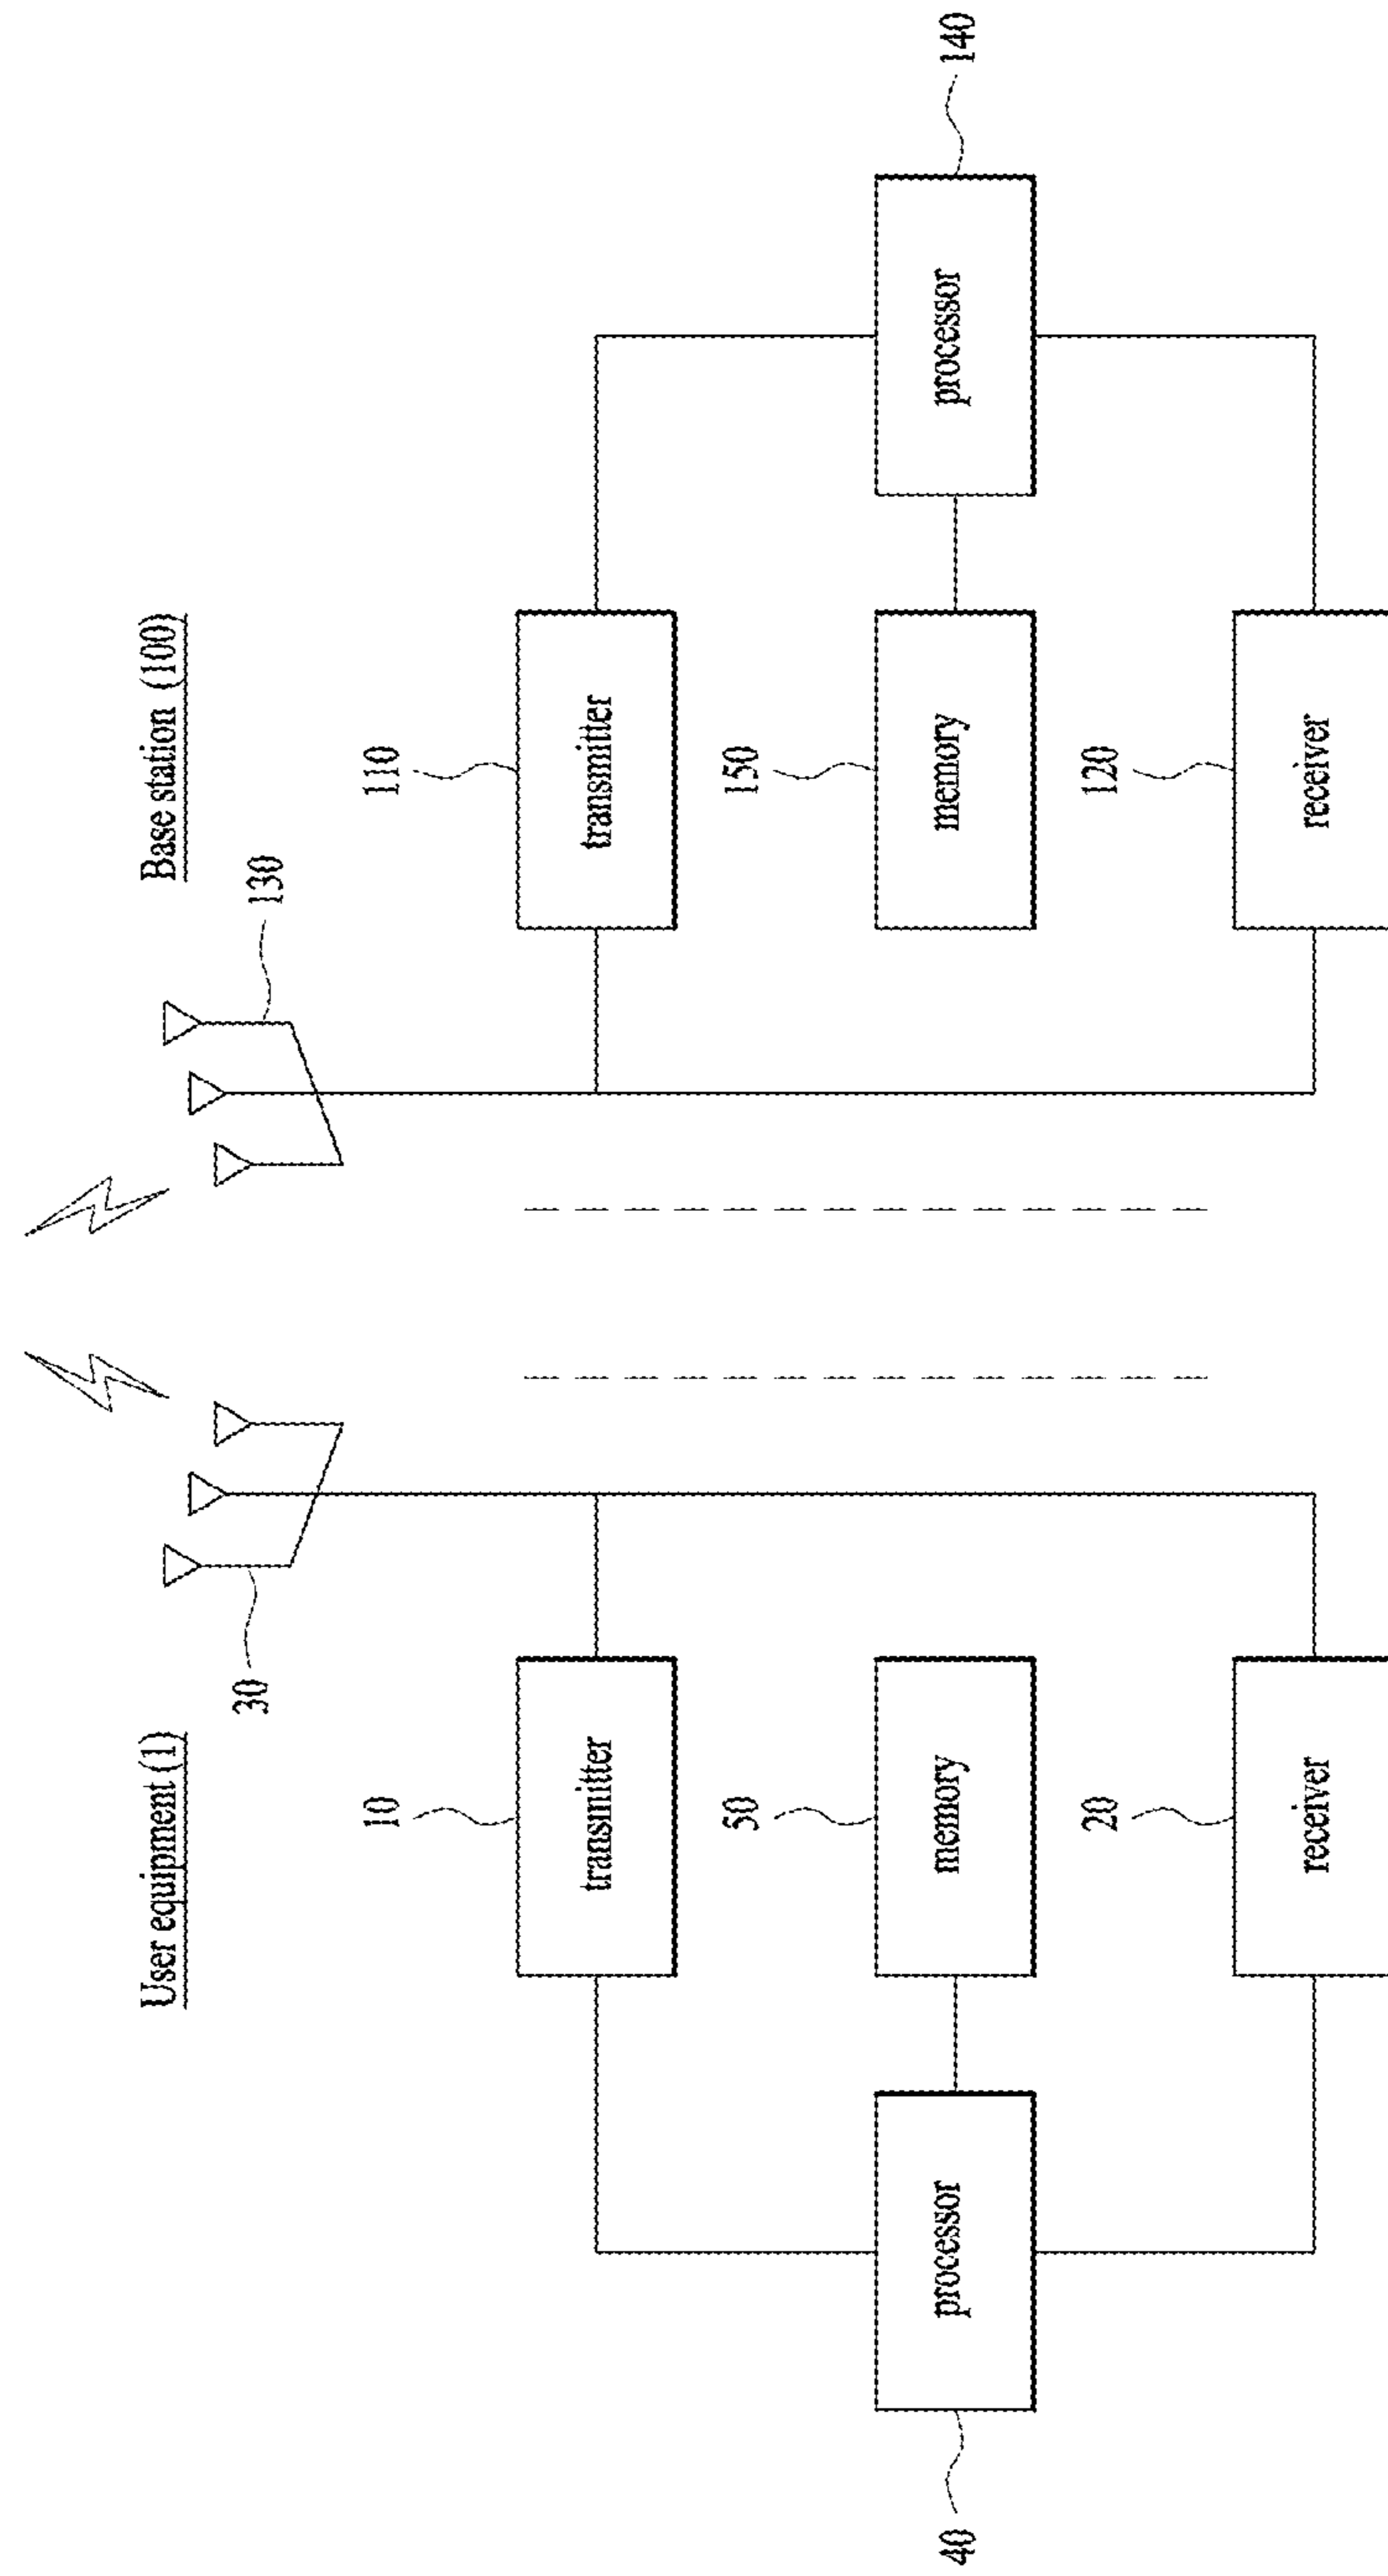 User equipment (1)
Base station (100)
30
130
10
transmitter
110
transmitter
40
processor
50
memory
150
memory
processor
140
20
receiver
120
receiver